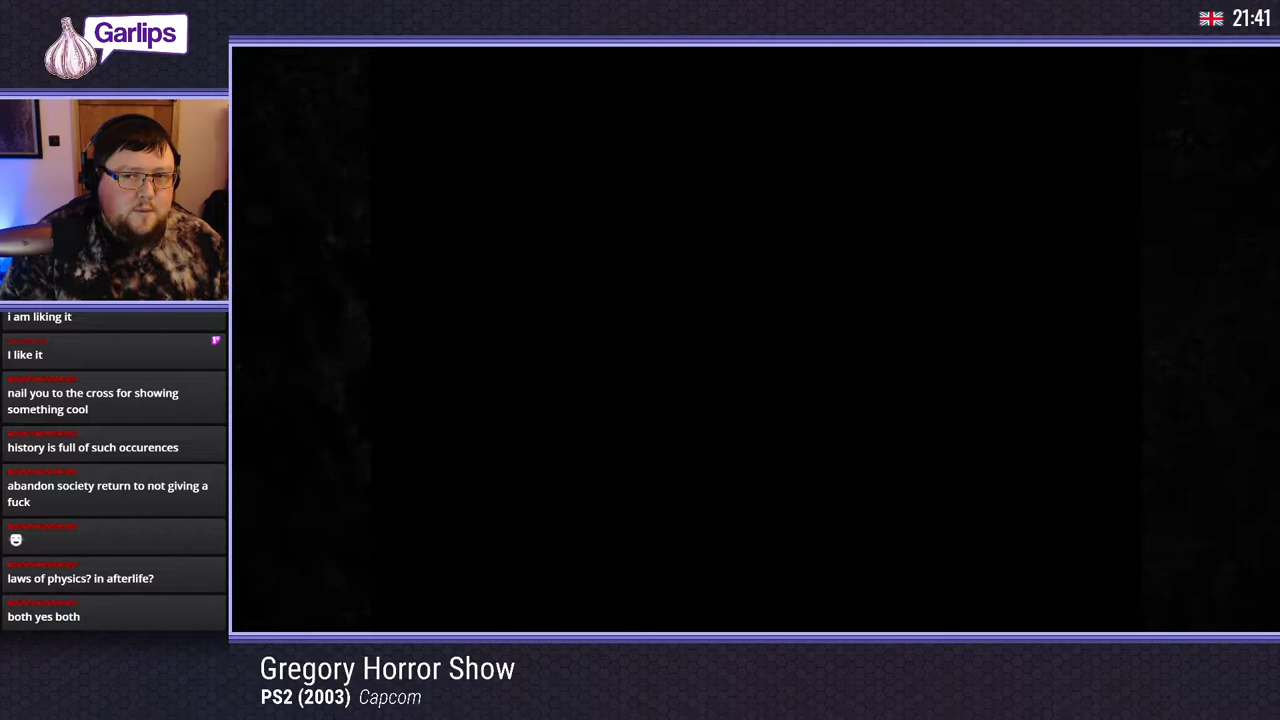 Garlips
21:41
i am liking it
I like it
nail you to the cross for showing
something cool
history is full of such occurences
abandon society return to not giving a
fuck
laws of physics? in afterlife?
both yes both
Gregory Horror Show
PS2 (2003) Capcom